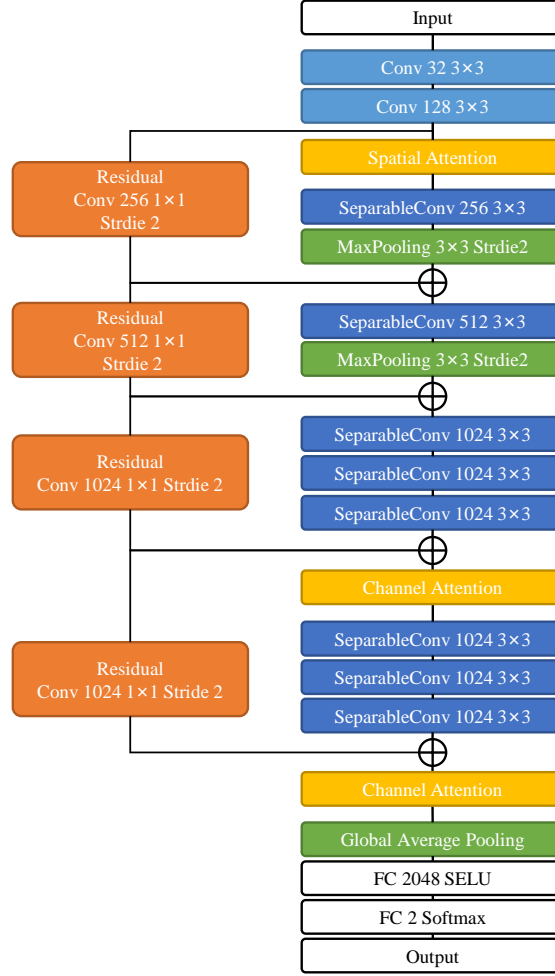 Input
Conv 32 3×3
Conv 128 3×3
Spatial Attention
Residual
Conv 256 1×1
Strdie 2
SeparableConv 256 3×3
MaxPooling 3×3 Strdie2
Residual
Conv 512 1×1
Strdie 2
SeparableConv 512 3×3
MaxPooling 3×3 Strdie2
Residual
Conv 1024 1×1 Strdie 2
SeparableConv 1024 3×3
SeparableConv 1024 3×3
SeparableConv 1024 3×3
Channel Attention
Residual
Conv 1024 1×1 Stride 2
SeparableConv 1024 3×3
SeparableConv 1024 3×3
SeparableConv 1024 3×3
Channel Attention
Global Average Pooling
FC 2048 SELU
FC 2 Softmax
Output